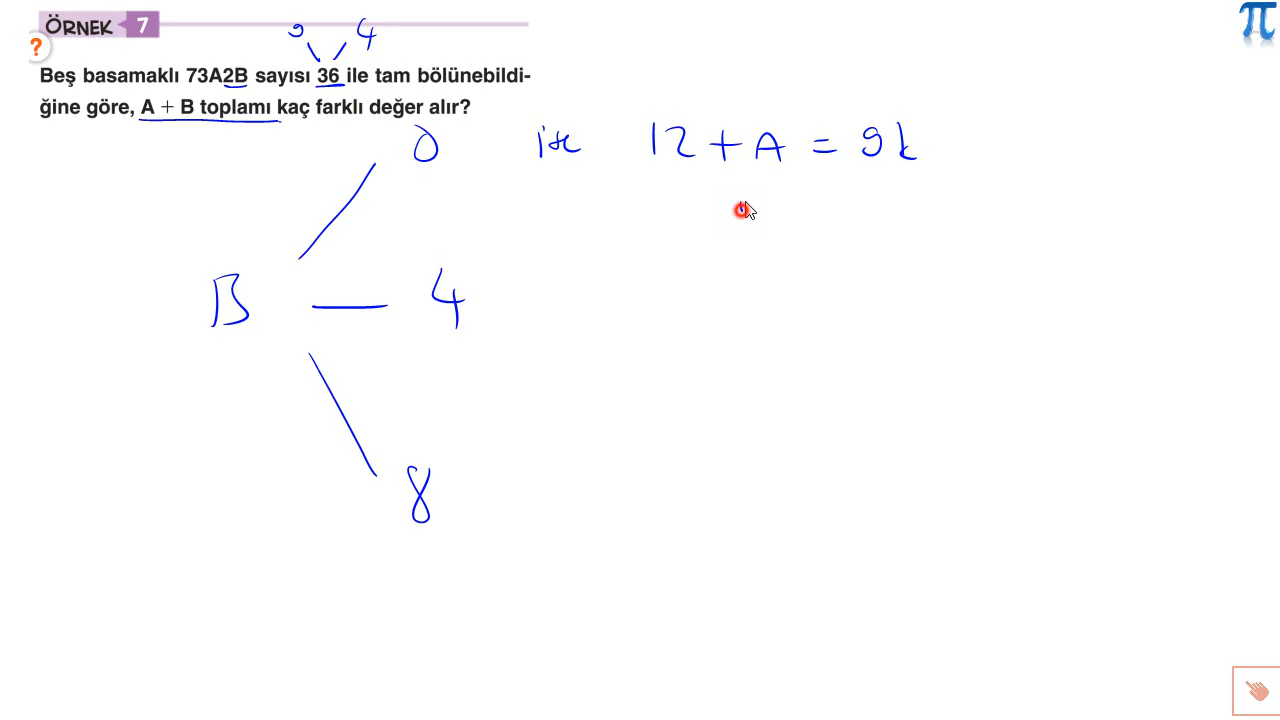 ÖRNEK 7
9 4
?
Beş basamaklı 73A2B sayısı 36 ile tam bölünebildi-
ğine göre, A + B toplamı kaç farklı değer alır?
0 ise 12 + A = 9k
B — 4
8
π